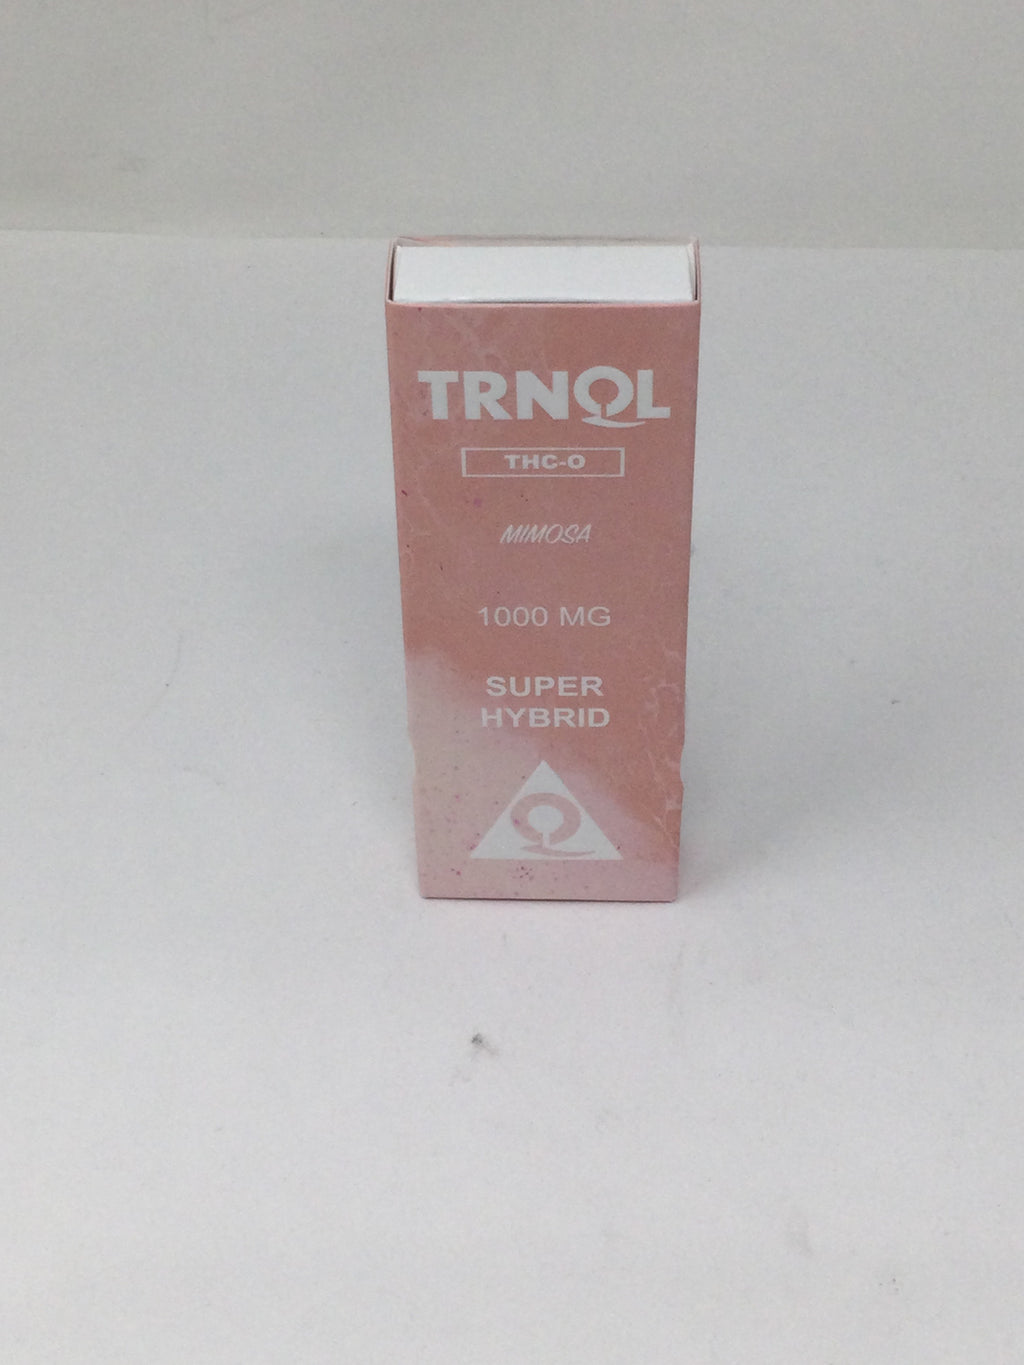 TRNQL
THC-O
MIMOSA
1000 MG
SUPER
HYBRID
Q